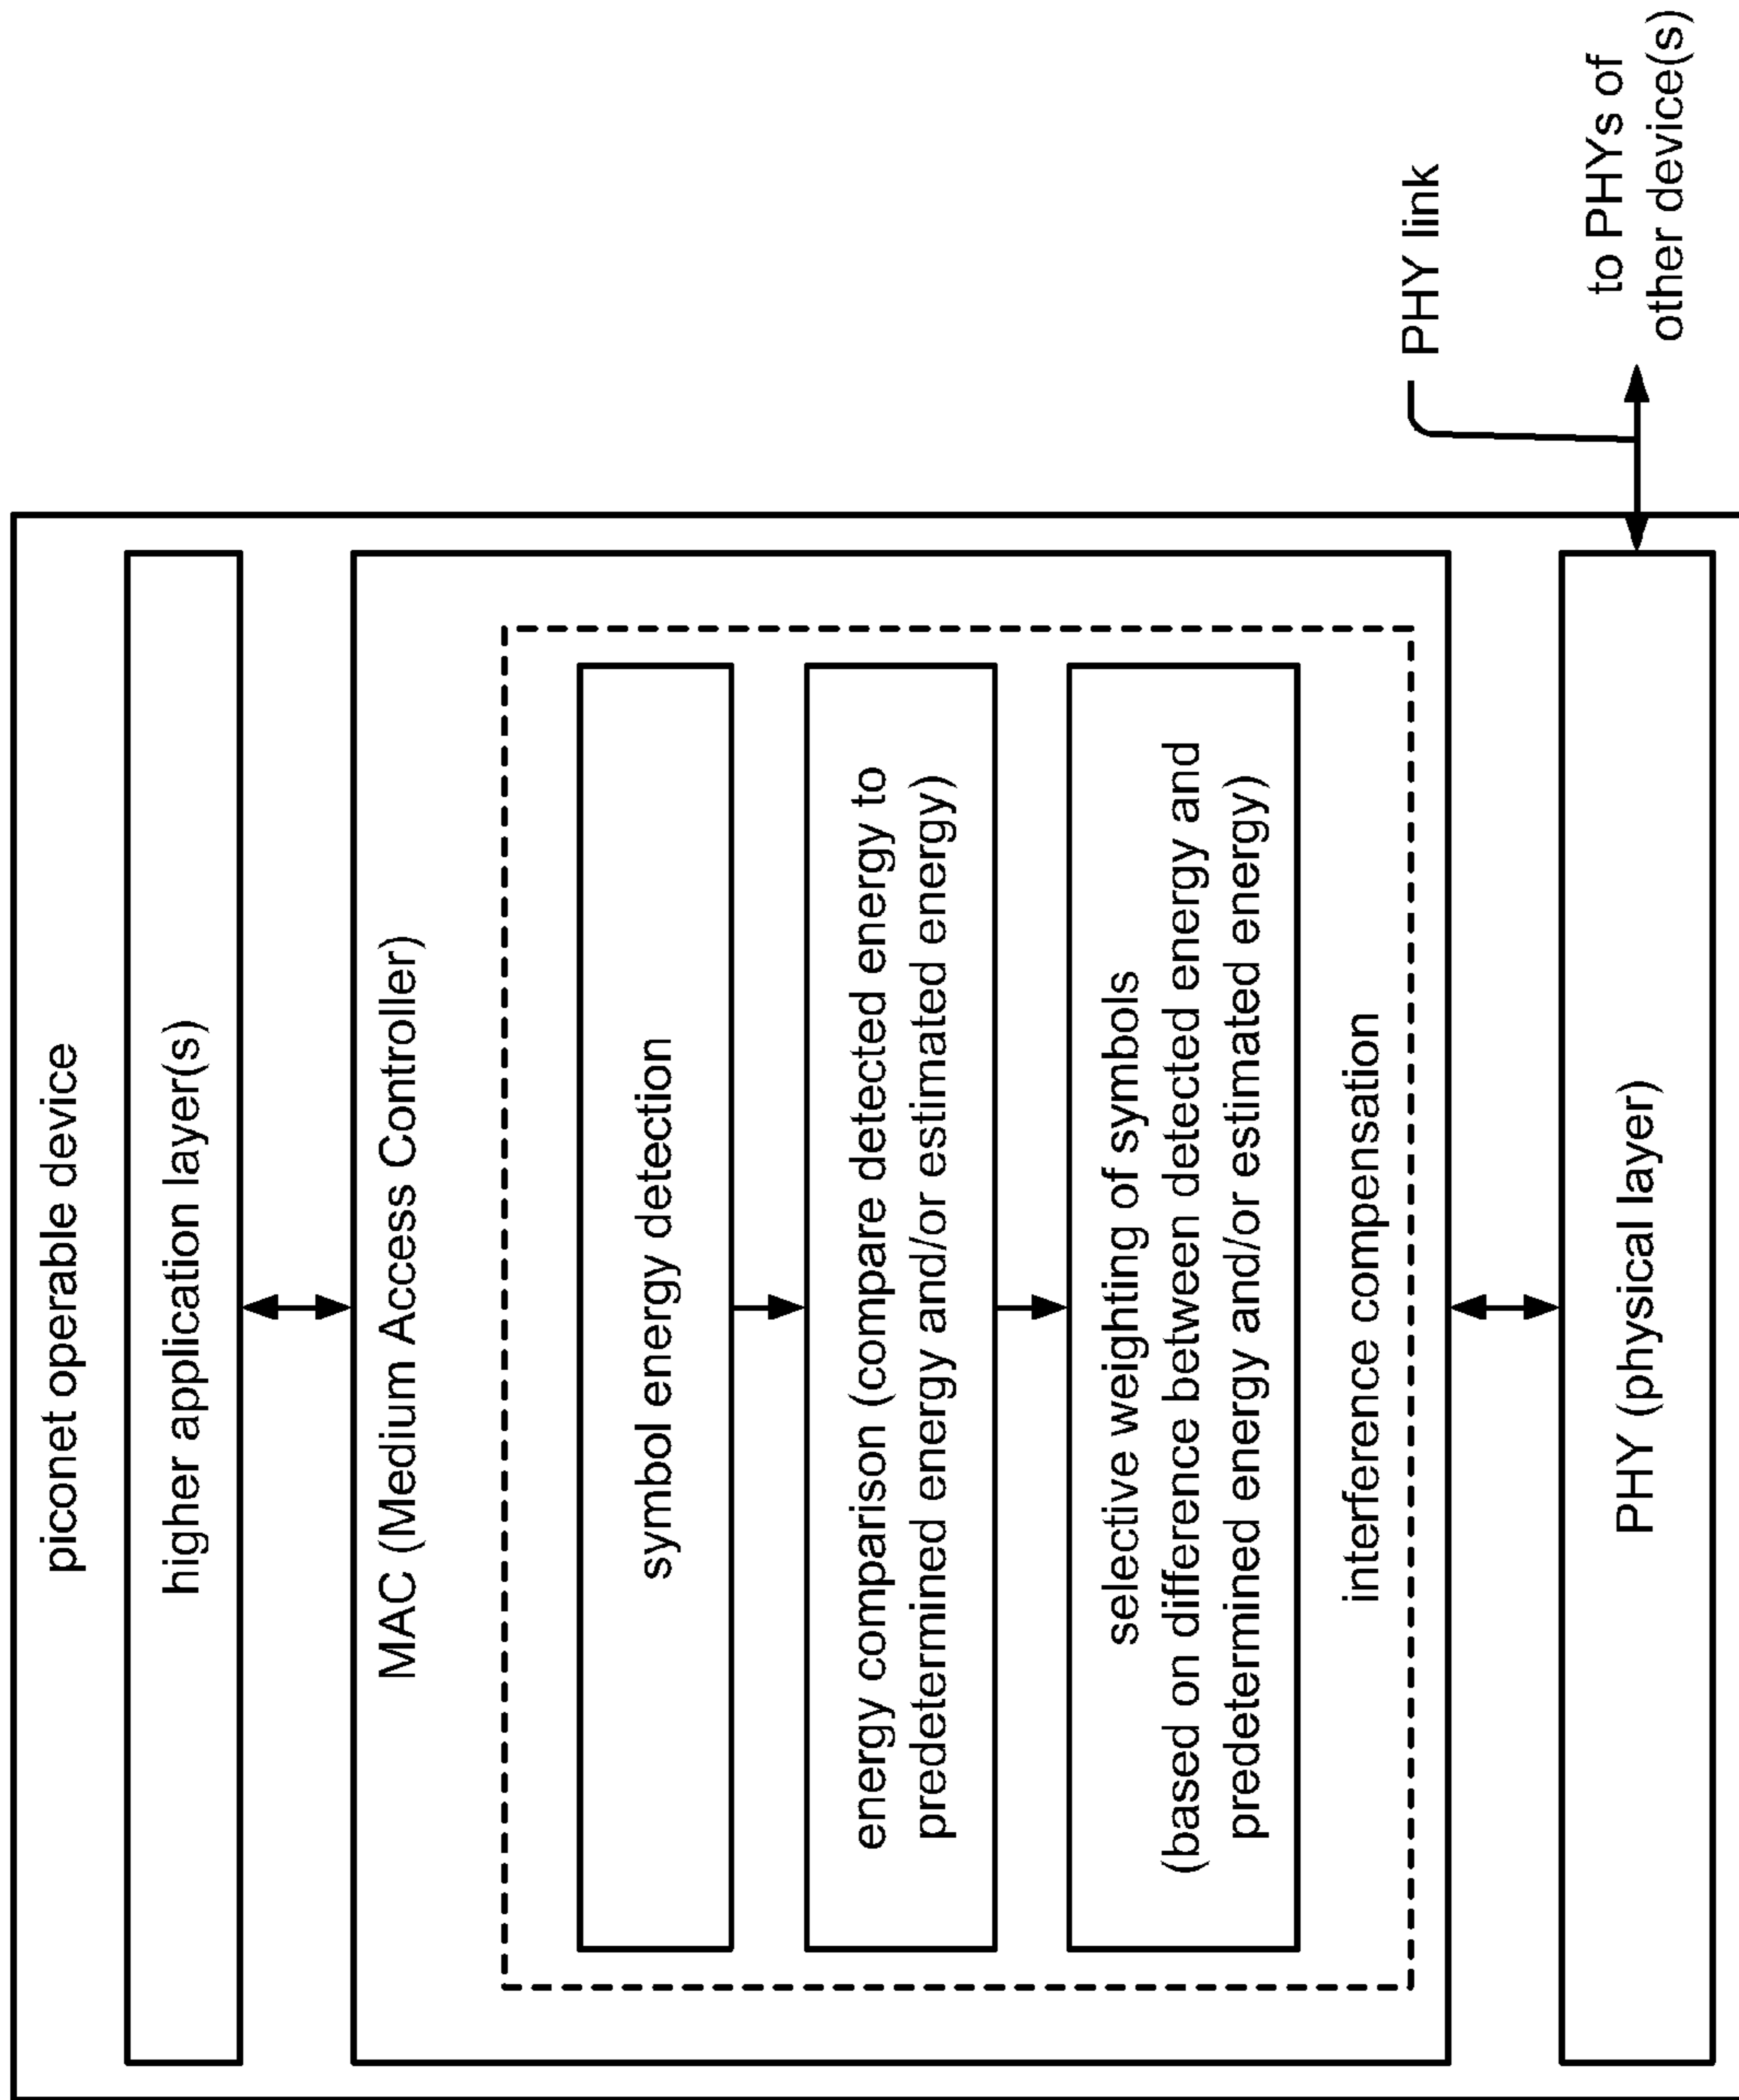 piconet operable device
higher application layer(s)
MAC (Medium Access Controller)
symbol energy detection
energy comparison (compare detected energy to
predetermined energy and/or estimated energy)
selective weighting of symbols
(based on difference between detected energy and
predetermined energy and/or estimated energy)
interference compensation
PHY (physical layer)
PHY link
to PHYs of
other device(s)